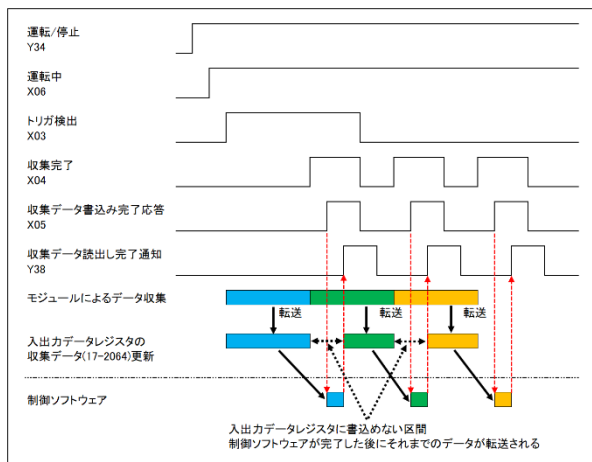 運転/停止
Y34
運転中
X06
トリガ検出
X03
収集完了
X04
収集データ書込み完了応答
X05
収集データ読出し完了通知
Y38
モジュールによるデータ収集
転送 転送 転送
入出力データレジスタの
収集データ(17-2064)更新
制御ソフトウェア
入出力データレジスタに書込めない区間
制御ソフトウェアが完了した後にそれまでのデータが転送される